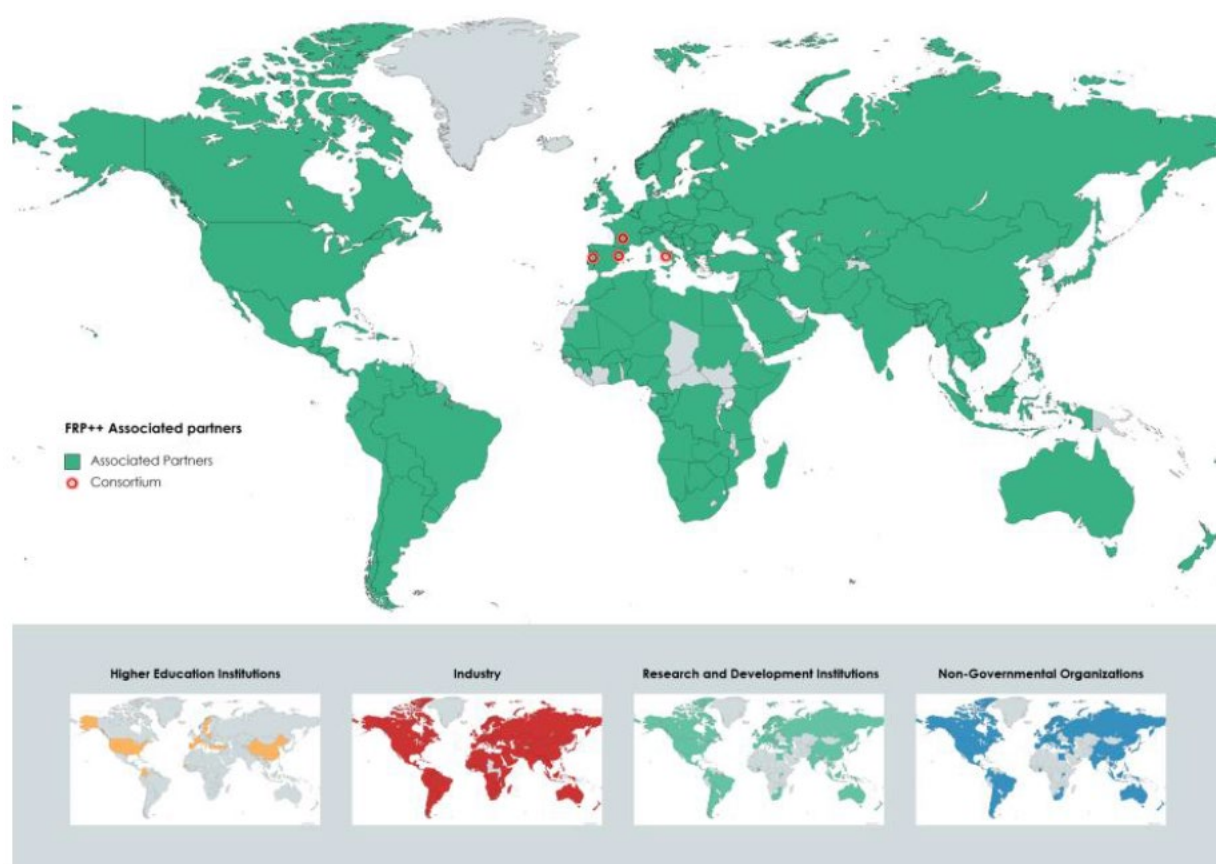 FRP++ Associated partners
Associated Partners
Consortium
Higher Education Institutions
Industry
Research and Development Institutions
Non-Governmental Organizations